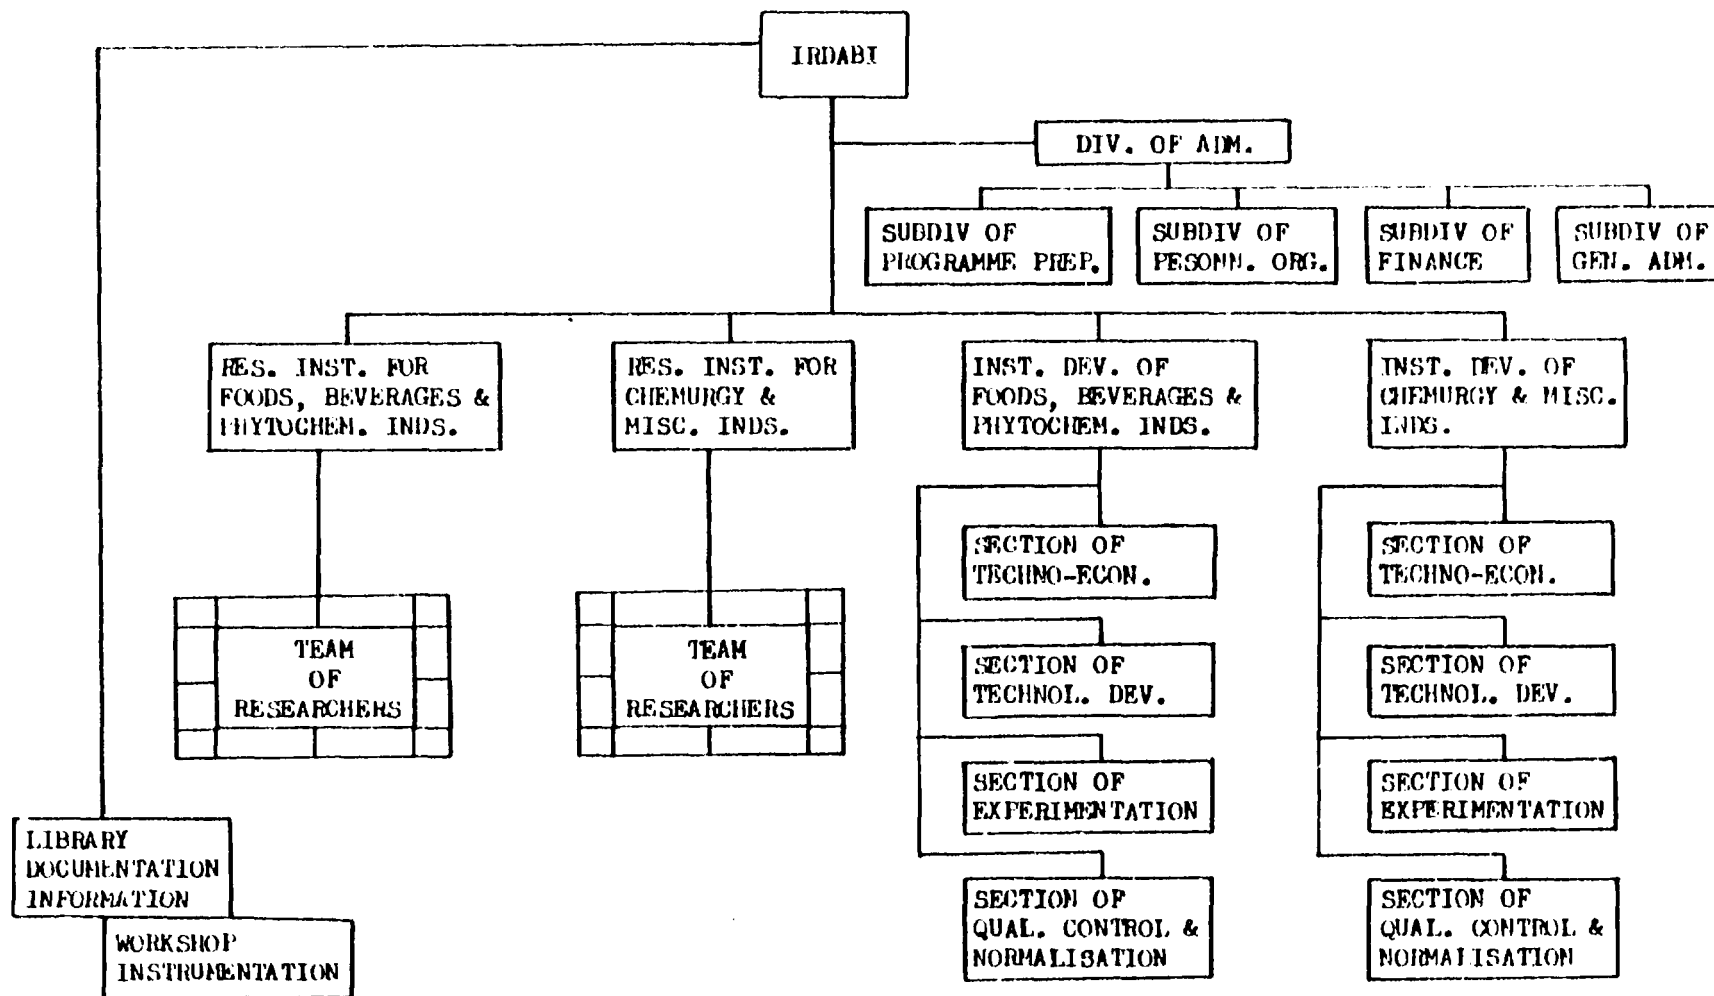 IRDABI
DIV. OF ADM.
SUBDIV OF
PROGRAMME PREP.
SUBDIV OF
PESONN. ORG.
SUBDIV OF
FINANCE
SUBDIV OF
GEN. ADM.
RES. INST. FOR
FOODS, BEVERAGES &
PHYTOCHEM. INDS.
RES. INST. FOR
CHEMURGY &
MISC. INDS.
INST. DEV. OF
FOODS, BEVERAGES &
PHYTOCHEM. INDS.
INST. DEV. OF
CHEMURGY & MISC.
INDS.
TEAM
OF
RESEARCHERS
TEAM
OF
RESEARCHERS
SECTION OF
TECHNO-ECON.
SECTION OF
TECHNOL. DEV.
SECTION OF
EXPERIMENTATION
SECTION OF
QUAL. CONTROL &
NORMALISATION
SECTION OF
TECHNO-ECON.
SECTION OF
TECHNOL. DEV.
SECTION OF
EXPERIMENTATION
SECTION OF
QUAL. CONTROL &
NORMALISATION
LIBRARY
DOCUMENTATION
INFORMATION
WORKSHOP
INSTRUMENTATION